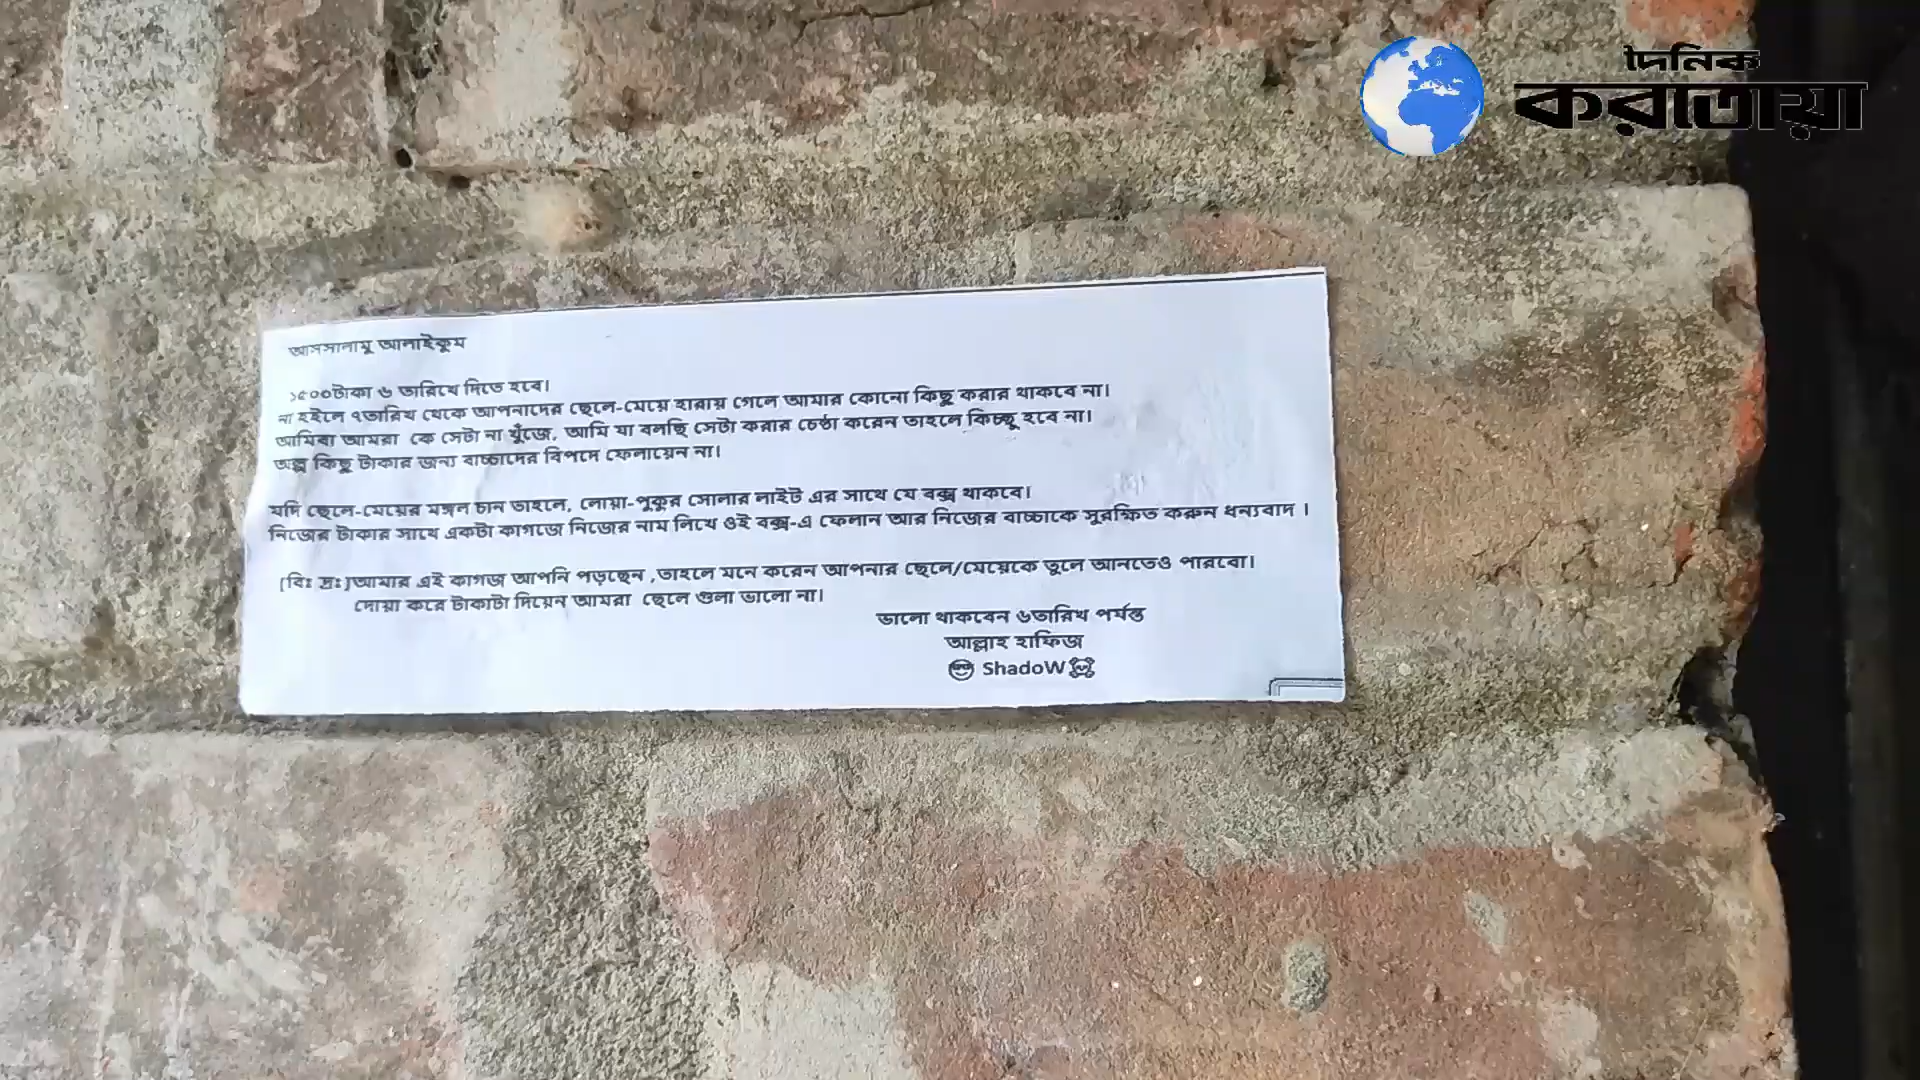 দৈনিক
করতোয়া
আসসালামু আলাইকুম
১৫০০টাকা ৬ তারিখে দিতে হবে।
না হইলে ৭তারিখ থেকে আপনাদের ছেলে-মেয়ে হারায় গেলে আমার কোনো কিছু করার থাকবে না।
আমিবা আমরা কে সেটা না খুঁজে, আমি যা বলছি সেটা করার চেষ্ঠা করেন তাহলে কিচ্ছু হবে না।
অল্প কিছু টাকার জন্য বাচ্চাদের বিপদে ফেলায়েন না।
যদি ছেলে-মেয়ের মঙ্গল চান তাহলে, লোয়া-পুকুর সোলার লাইট এর সাথে যে বক্স থাকবে।
নিজের টাকার সাথে একটা কাগজে নিজের নাম লিখে ওই বক্স-এ ফেলান আর নিজের বাচ্চাকে সুরক্ষিত করুন ধন্যবাদ ।
[বিঃ দ্রঃ]আমার এই কাগজ আপনি পড়ছেন ,তাহলে মনে করেন আপনার ছেলে/মেয়েকে তুলে আনতেও পারবো।
দোয়া করে টাকাটা দিয়েন আমরা ছেলে গুলা ভালো না।
ভালো থাকবেন ৬তারিখ পর্যন্ত
আল্লাহ হাফিজ
ShadoW